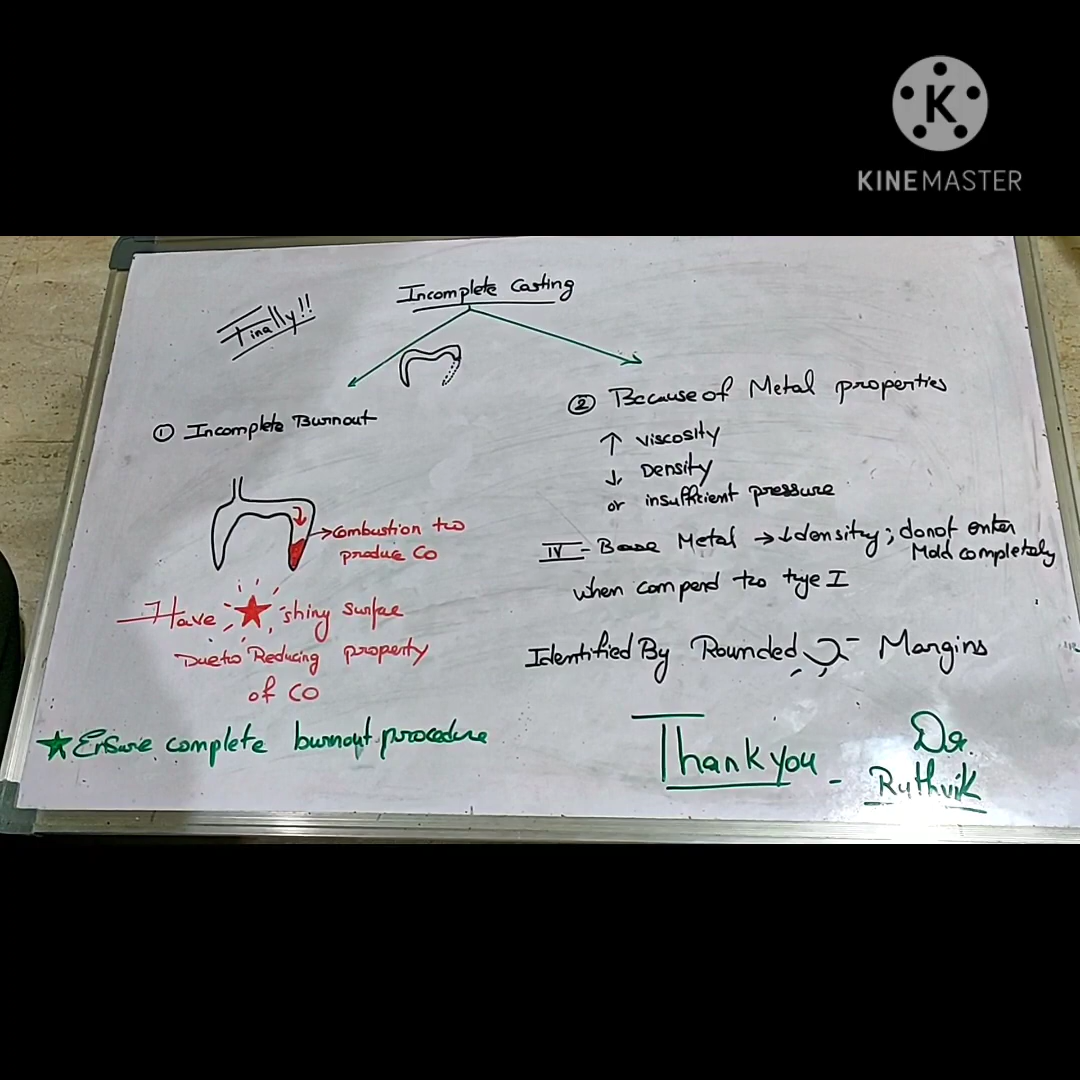 K
KINEMASTER
Finally!!
Incomplete Casting
① Incomplete Burnout
Combustion to
produce CO
Have shiny surface
Due to Reducing property
of CO
★ Ensure complete burnout procedure
② Because of Metal properties
↑ viscosity
↓ Density
or insufficient pressure
IV - Base Metal → ↓density; donot enter
Mold completely
when compared to type I
Identified By Rounded - Margins
Thank you -
Dr.
Ruthvik